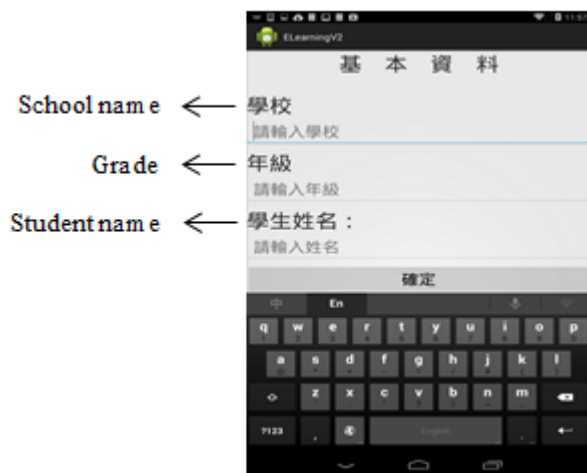 11:57
ELearningV2
基 本 資 料
School name
學校
請輸入學校
Grade
年級
請輸入年級
Student name
學生姓名：
請輸入姓名
確定
中 En
q w e r t y u i o p
a s d f g h j k l
z x c v b n m
?123 , English .